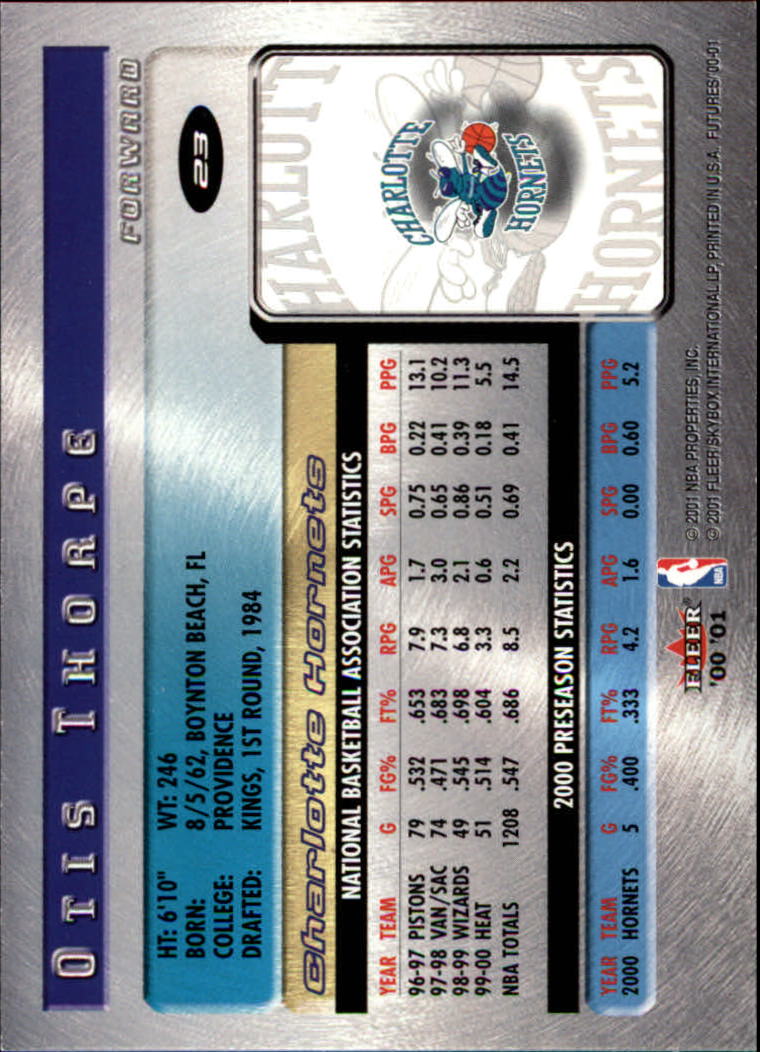 OTIS THORPE
FORWARD
HT: 6'10" WT: 246
BORN: 8/5/62, BOYNTON BEACH, FL
COLLEGE: PROVIDENCE
DRAFTED: KINGS, 1ST ROUND, 1984
23
Charlotte Hornets
CHARLOTTE
HORNETS
CHARLOTT
HORNETS
NATIONAL BASKETBALL ASSOCIATION STATISTICS
YEAR TEAM G FG% FT% RPG APG SPG BPG PPG
96-97 PISTONS 79 .532 .653 7.9 1.7 0.75 0.22 13.1
97-98 VAN/SAC 74 .471 .683 7.3 3.0 0.65 0.41 10.2
98-99 WIZARDS 49 .545 .698 6.8 2.1 0.86 0.39 11.3
99-00 HEAT 51 .514 .604 3.3 0.6 0.51 0.18 5.5
NBA TOTALS 1208 .547 .686 8.5 2.2 0.69 0.41 14.5
2000 PRESEASON STATISTICS
YEAR TEAM G FG% FT% RPG APG SPG BPG PPG
2000 HORNETS 5 .400 .333 4.2 1.6 0.00 0.60 5.2
FLEER®
'00 '01
NBA
© 2001 NBA PROPERTIES, INC.
© 2001 FLEER/SKYBOX INTERNATIONAL LP, PRINTED IN U.S.A. FUTURES '00-01